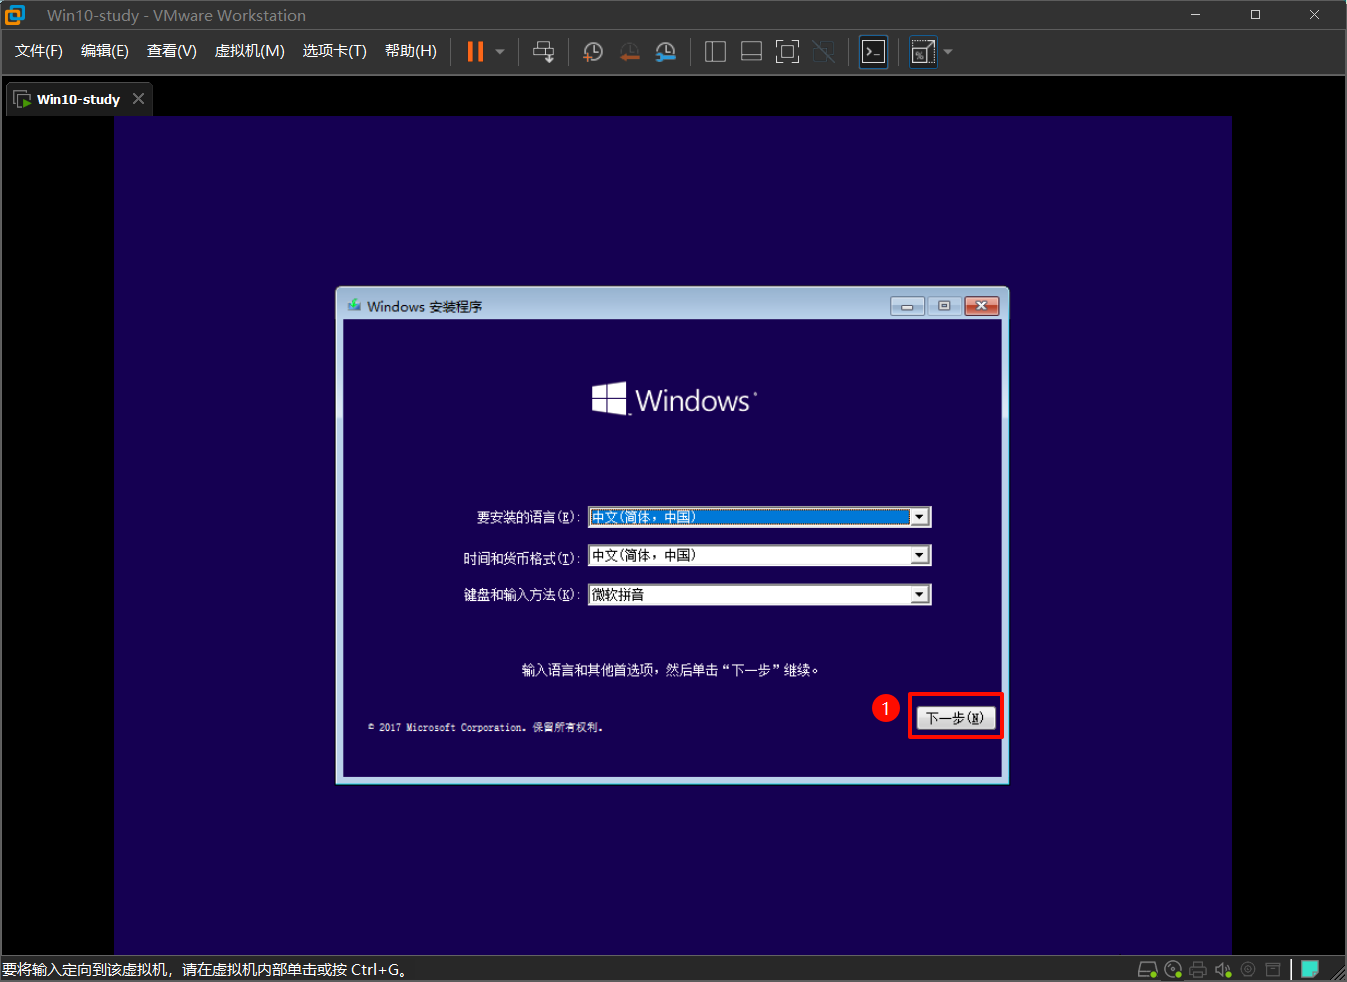 Win10-study - VMware Workstation
文件(F) 编辑(E) 查看(V) 虚拟机(M) 选项卡(T) 帮助(H)
Win10-study
Windows 安装程序
Windows
要安装的语言(E): 中文(简体，中国)
时间和货币格式(T): 中文(简体，中国)
键盘和输入方法(K): 微软拼音
输入语言和其他首选项，然后单击“下一步”继续。
1
下一步(N)
© 2017 Microsoft Corporation。保留所有权利。
要将输入定向到该虚拟机，请在虚拟机内部单击或按 Ctrl+G。